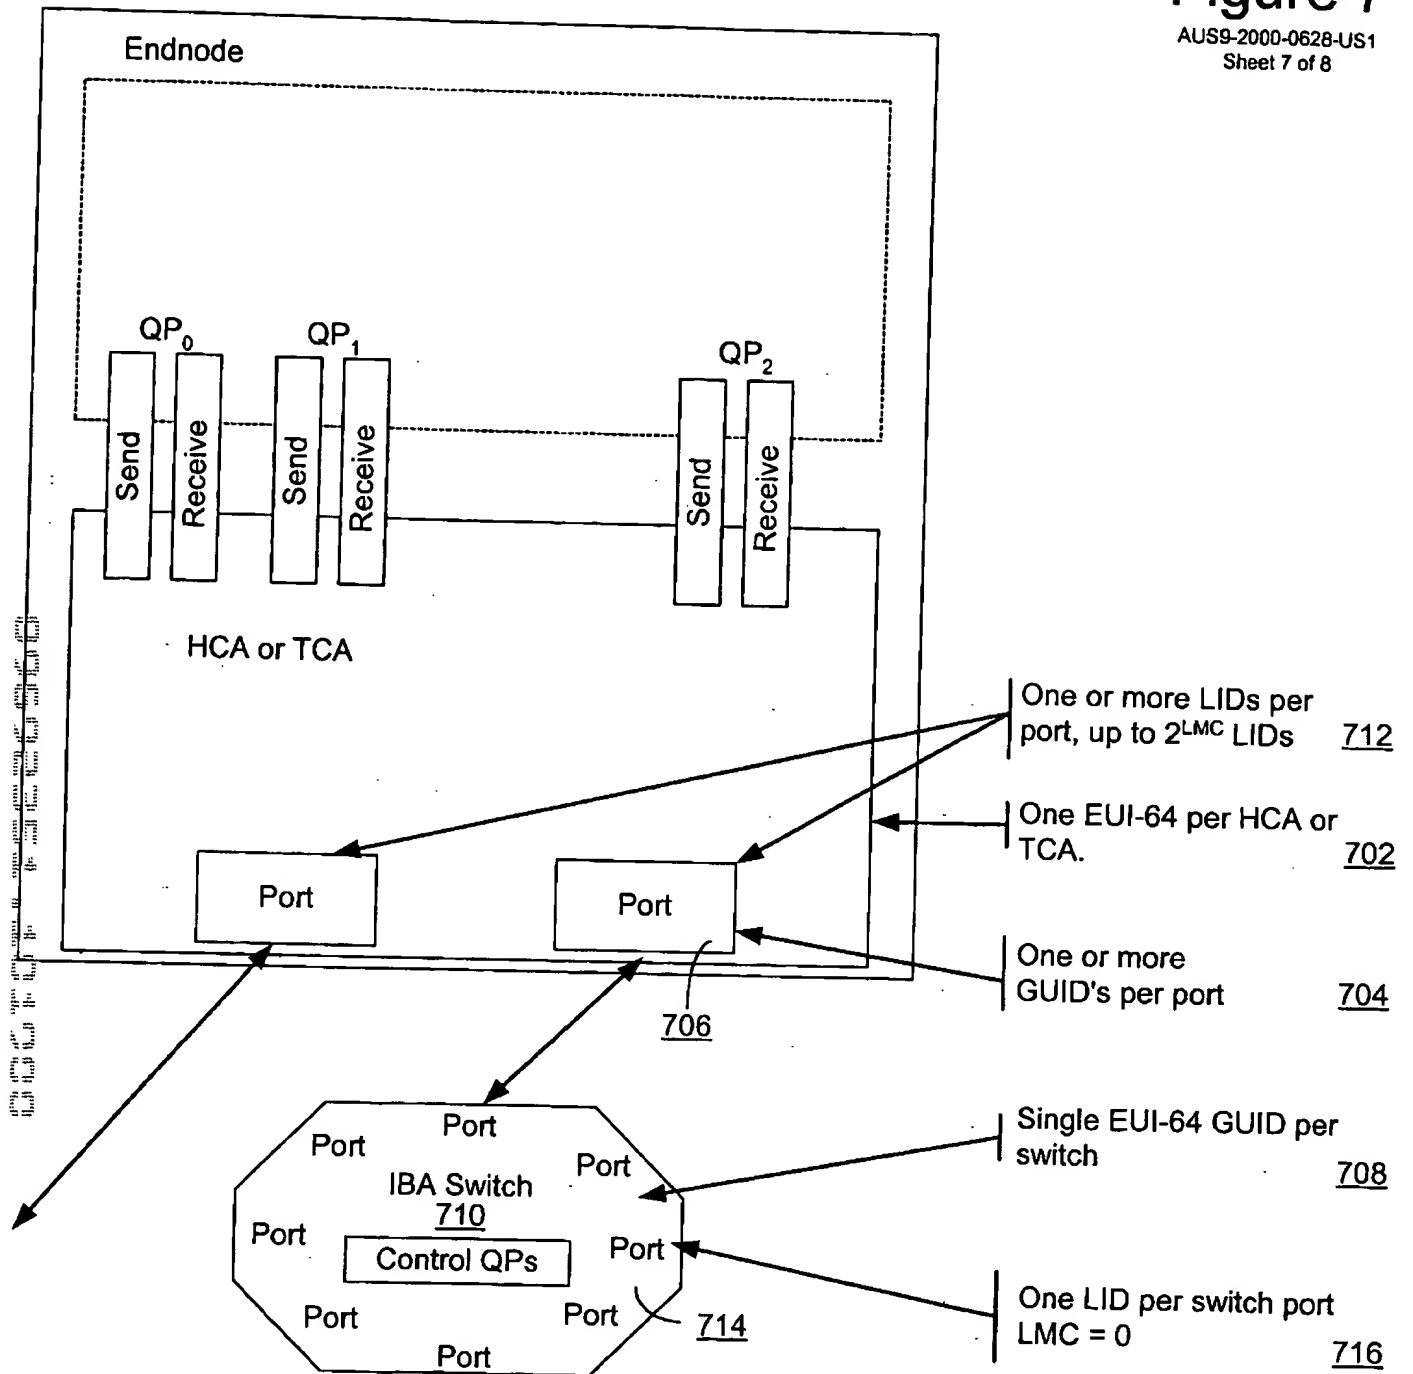 Figure 7
AUS9-2000-0628-US1
Sheet 7 of 8
Endnode
QP0
QP1
QP2
Send
Receive
Send
Receive
Send
Receive
HCA or TCA
One or more LIDs per
port, up to 2^LMC LIDs 712
One EUI-64 per HCA or
TCA. 702
Port
Port
One or more
GUID's per port 704
706
Single EUI-64 GUID per
switch 708
Port
Port
Port
IBA Switch
710
Port
Port
Control QPs
Port
Port
714
Port
One LID per switch port
LMC = 0 716